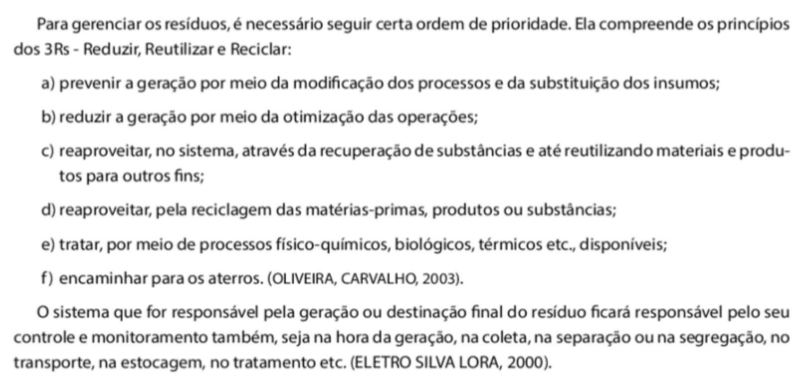 Para gerenciar os resíduos, é necessário seguir certa ordem de prioridade. Ela compreende os princípios
dos 3Rs - Reduzir, Reutilizar e Reciclar:
a) prevenir a geração por meio da modificação dos processos e da substituição dos insumos;
b) reduzir a geração por meio da otimização das operações;
c) reaproveitar, no sistema, através da recuperação de substâncias e até reutilizando materiais e produ-
tos para outros fins;
d) reaproveitar, pela reciclagem das matérias-primas, produtos ou substâncias;
e) tratar, por meio de processos físico-químicos, biológicos, térmicos etc., disponíveis;
f) encaminhar para os aterros. (OLIVEIRA, CARVALHO, 2003).
O sistema que for responsável pela geração ou destinação final do resíduo ficará responsável pelo seu
controle e monitoramento também, seja na hora da geração, na coleta, na separação ou na segregação, no
transporte, na estocagem, no tratamento etc. (ELETRO SILVA LORA, 2000).